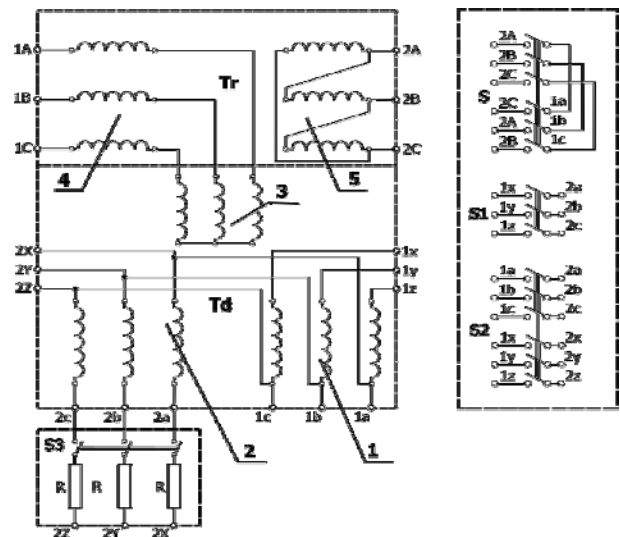 1A
Tr
2A
1B
2B
1C
2C
4
5
3
2X
1x
2Y
1y
2Z
1z
Td
2
1
2c
2b
2a
1c
1b
1a
S3
R
R
R
2Z
2Y
2X
S
2A
2B
2C
2C
1a
2A
1b
2B
1c
S1
1x
2a
1y
2b
1z
2c
S2
1a
2a
1b
2b
1c
2c
1x
2x
1y
2y
1z
2z